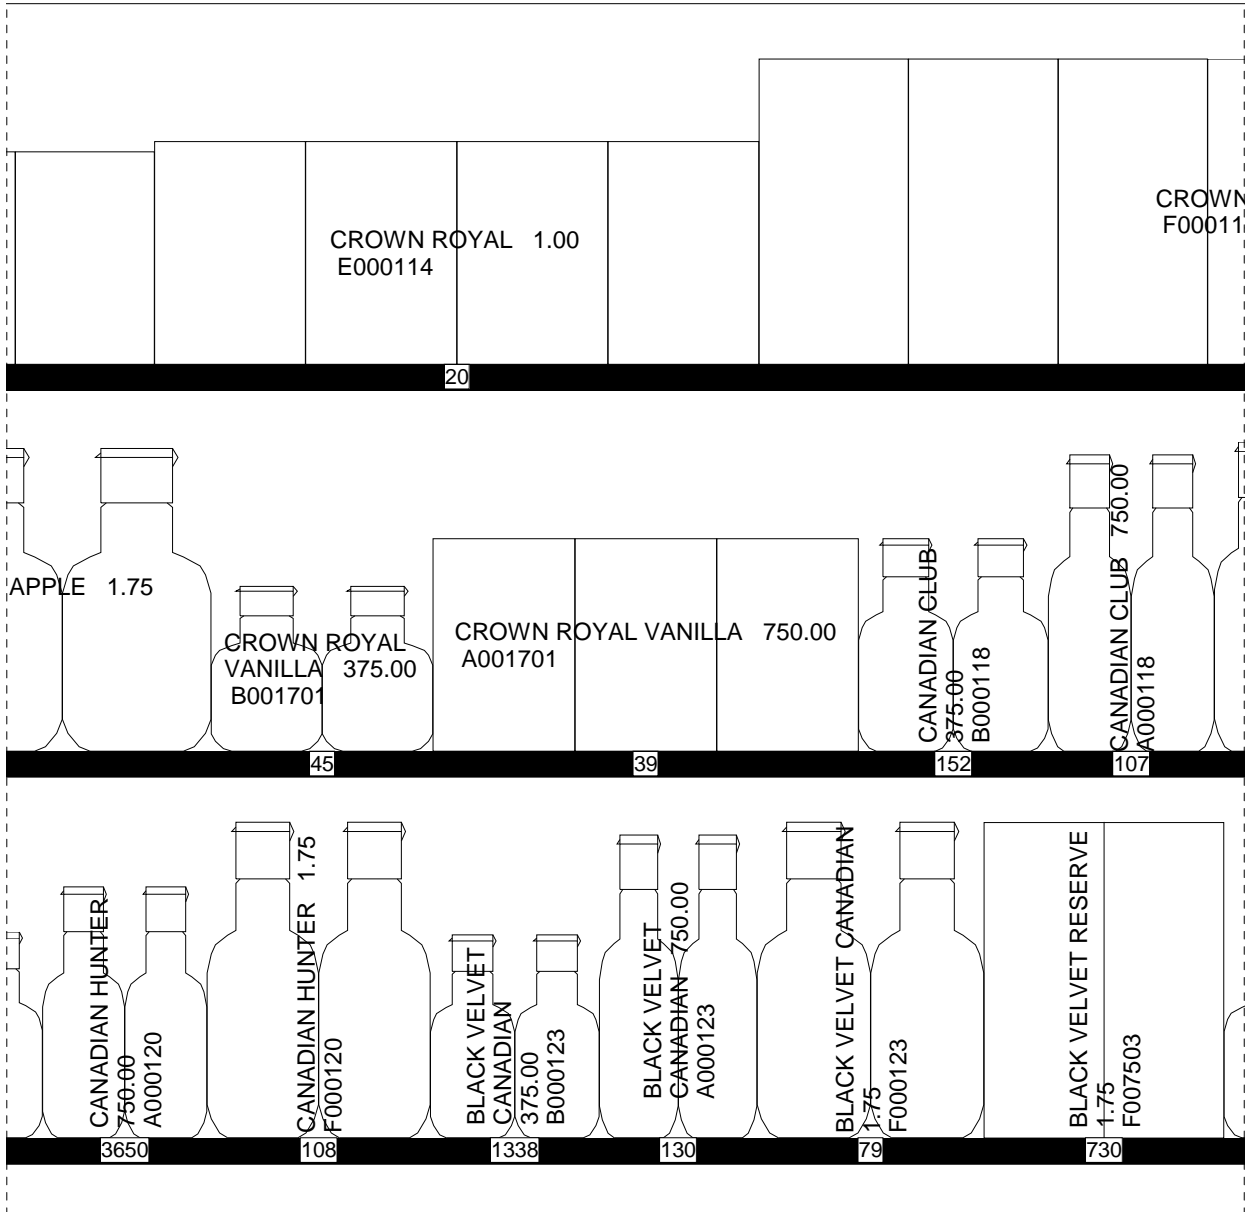 CROWN ROYAL 1.00
E000114
CROWN
F00011
20
APPLE 1.75
CROWN ROYAL
VANILLA 375.00
B001701
CROWN ROYAL VANILLA 750.00
A001701
CANADIAN CLUB
375.00
B000118
CANADIAN CLUB 750.00
A000118
45
39
152
107
CANADIAN HUNTER
750.00
A000120
CANADIAN HUNTER 1.75
F000120
BLACK VELVET
CANADIAN
375.00
B000123
BLACK VELVET
CANADIAN 750.00
A000123
BLACK VELVET CANADIAN
1.75
F000123
BLACK VELVET RESERVE
1.75
F007503
3650
108
1338
130
79
730